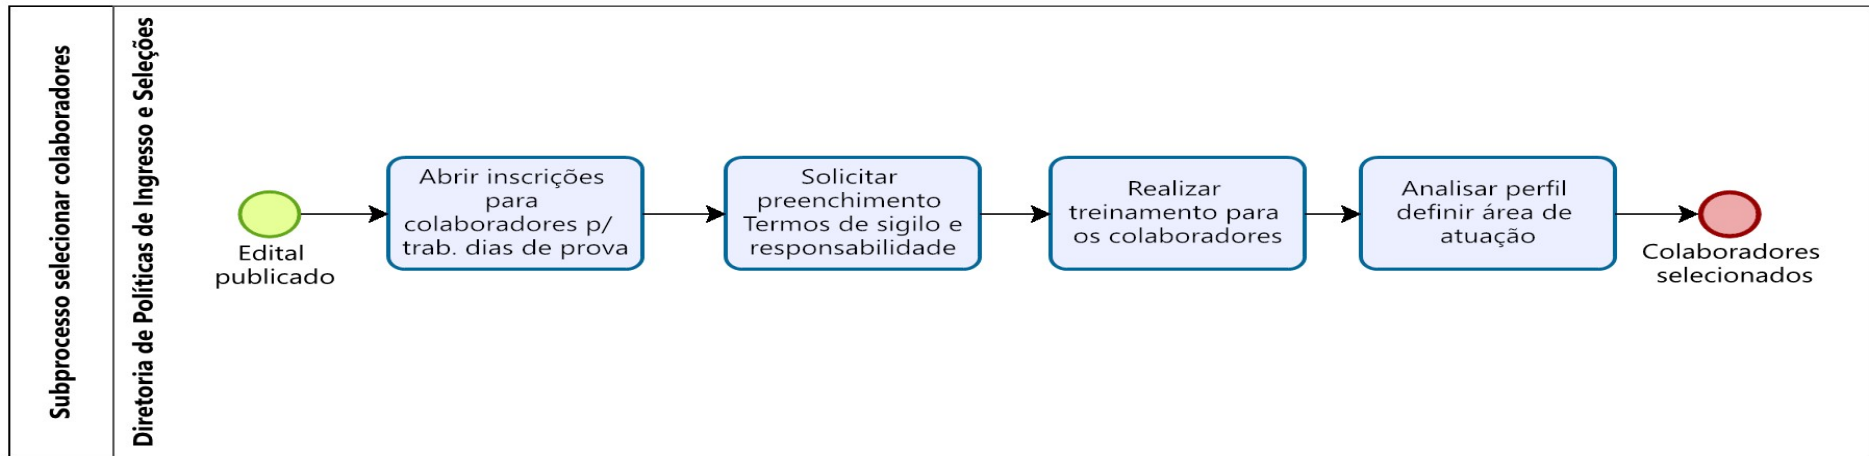 Subprocesso selecionar colaboradores
Diretoria de Políticas de Ingresso e Seleções
Edital
publicado
Abrir inscrições
para
colaboradores p/
trab. dias de prova
Solicitar
preenchimento
Termos de sigilo e
responsabilidade
Realizar
treinamento para
os colaboradores
Analisar perfil
definir área de
atuação
Colaboradores
selecionados